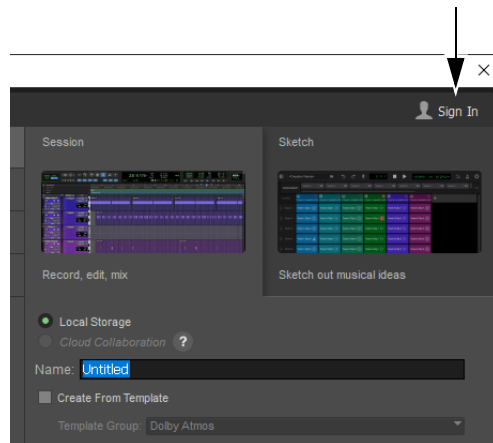 Sign In
Session
Sketch
Record, edit, mix
Sketch out musical ideas
Local Storage
Cloud Collaboration ?
Name: Untitled
Create From Template
Template Group: Dolby Atmos